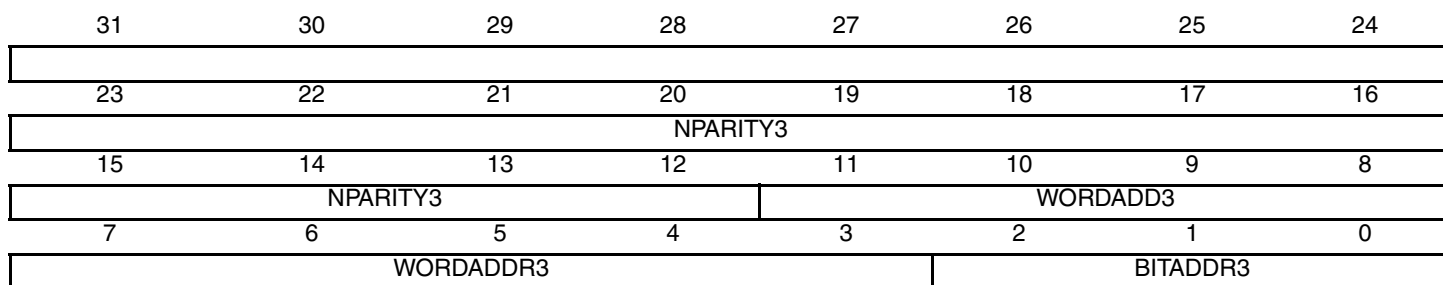 31 30 29 28 27 26 25 24
23 22 21 20 19 18 17 16
NPARITY3
15 14 13 12 11 10 9 8
NPARITY3 WORDADD3
7 6 5 4 3 2 1 0
WORDADDR3 BITADDR3